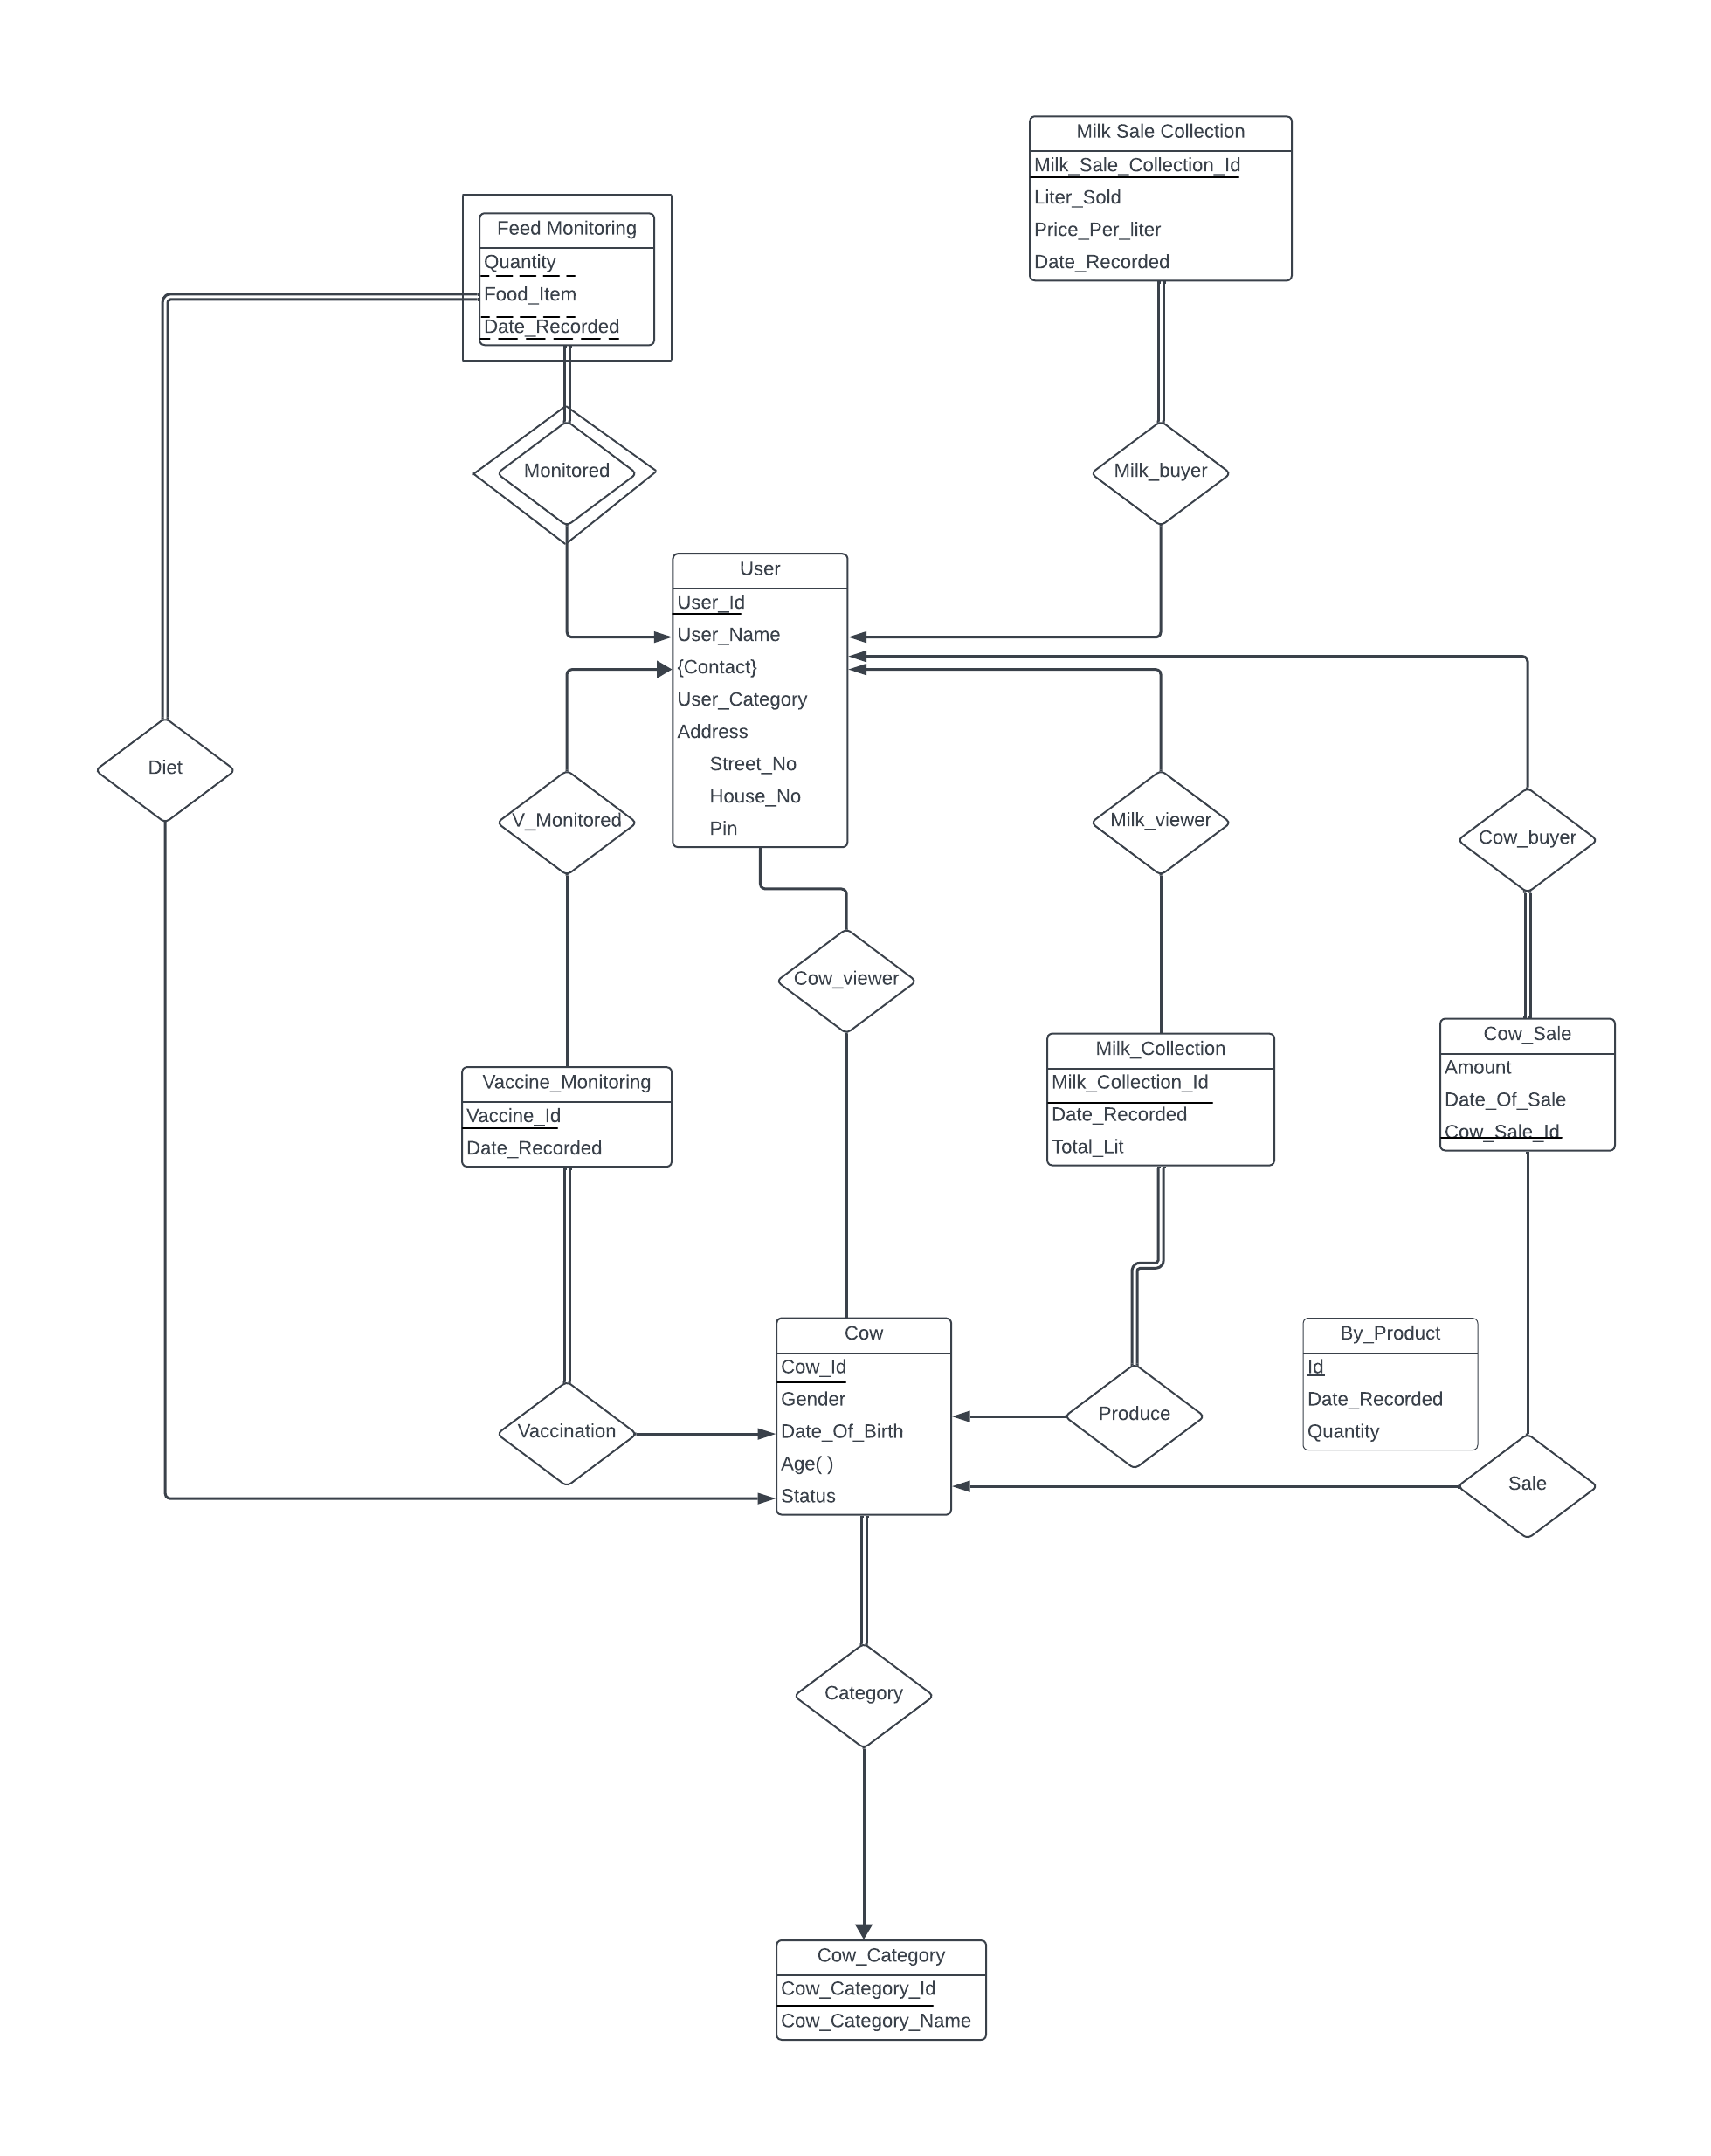 Milk Sale Collection
Milk_Sale_Collection_Id
Liter_Sold
Price_Per_liter
Date_Recorded
Feed Monitoring
Quantity
Food_Item
Date_Recorded
Monitored
Milk_buyer
User
User_Id
User_Name
{Contact}
User_Category
Address
Street_No
House_No
Pin
Diet
V_Monitored
Milk_viewer
Cow_buyer
Cow_viewer
Vaccine_Monitoring
Vaccine_Id
Date_Recorded
Milk_Collection
Milk_Collection_Id
Date_Recorded
Total_Lit
Cow_Sale
Amount
Date_Of_Sale
Cow_Sale_Id
Cow
Cow_Id
Gender
Date_Of_Birth
Age( )
Status
By_Product
Id
Date_Recorded
Quantity
Vaccination
Produce
Sale
Category
Cow_Category
Cow_Category_Id
Cow_Category_Name